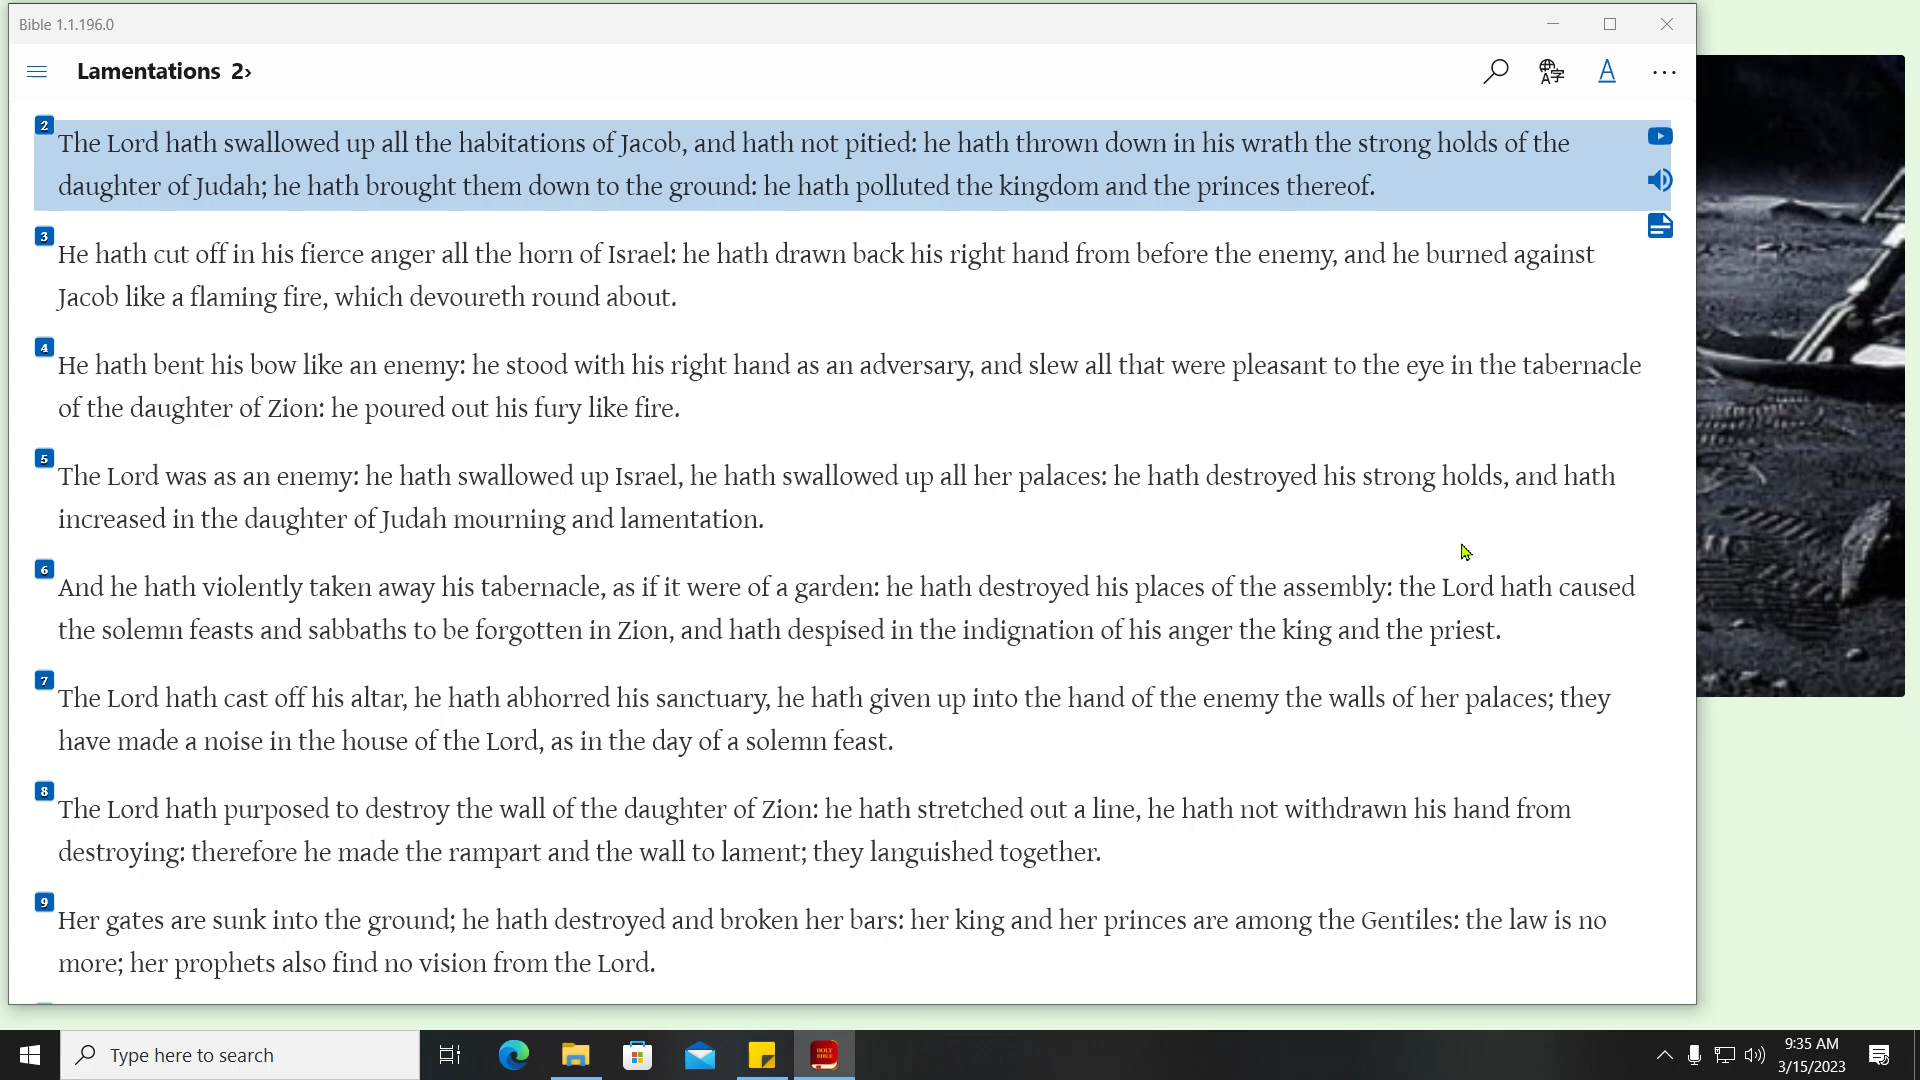 Bible 1.1.196.0
Lamentations 2›
2
The Lord hath swallowed up all the habitations of Jacob, and hath not pitied: he hath thrown down in his wrath the strong holds of the
daughter of Judah; he hath brought them down to the ground: he hath polluted the kingdom and the princes thereof.
3
He hath cut off in his fierce anger all the horn of Israel: he hath drawn back his right hand from before the enemy, and he burned against
Jacob like a flaming fire, which devoureth round about.
4
He hath bent his bow like an enemy: he stood with his right hand as an adversary, and slew all that were pleasant to the eye in the tabernacle
of the daughter of Zion: he poured out his fury like fire.
5
The Lord was as an enemy: he hath swallowed up Israel, he hath swallowed up all her palaces: he hath destroyed his strong holds, and hath
increased in the daughter of Judah mourning and lamentation.
6
And he hath violently taken away his tabernacle, as if it were of a garden: he hath destroyed his places of the assembly: the Lord hath caused
the solemn feasts and sabbaths to be forgotten in Zion, and hath despised in the indignation of his anger the king and the priest.
7
The Lord hath cast off his altar, he hath abhorred his sanctuary, he hath given up into the hand of the enemy the walls of her palaces; they
have made a noise in the house of the Lord, as in the day of a solemn feast.
8
The Lord hath purposed to destroy the wall of the daughter of Zion: he hath stretched out a line, he hath not withdrawn his hand from
destroying: therefore he made the rampart and the wall to lament; they languished together.
9
Her gates are sunk into the ground; he hath destroyed and broken her bars: her king and her princes are among the Gentiles: the law is no
more; her prophets also find no vision from the Lord.
Type here to search
HOLY BIBLE
9:35 AM
3/15/2023